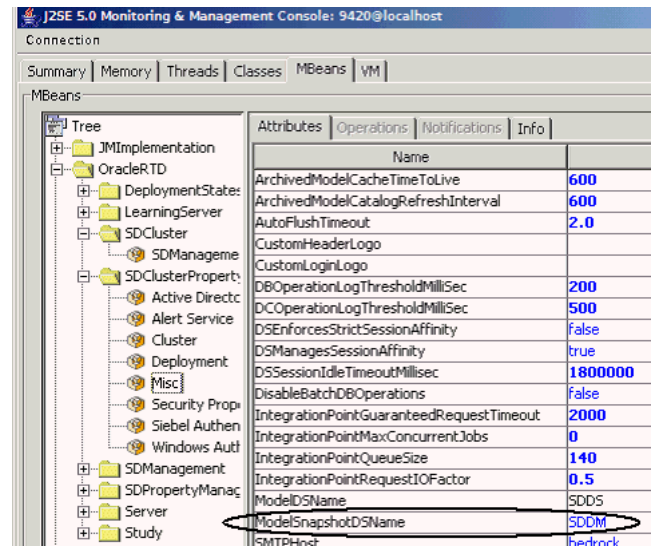 J2SE 5.0 Monitoring & Management Console: 9420@localhost
Connection
Summary Memory Threads Classes MBeans VM
MBeans
Tree
JMImplementation
OracleRTD
DeploymentStates
LearningServer
SDCluster
SDManageme
SDClusterProperty
Active Directo
Alert Service
Cluster
Deployment
Misc
Security Prop
Siebel Authen
Windows Auth
SDManagement
SDPropertyManag
Server
Study
Attributes Operations Notifications Info
Name
ArchivedModelCacheTimeToLive 600
ArchivedModelCatalogRefreshInterval 600
AutoFlushTimeout 2.0
CustomHeaderLogo
CustomLoginLogo
DBOperationLogThresholdMilliSec 200
DCOperationLogThresholdMilliSec 500
DSEnforcesStrictSessionAffinity false
DSManagesSessionAffinity true
DSSessionIdleTimeoutMillisec 1800000
DisableBatchDBOperations false
IntegrationPointGuaranteedRequestTimeout 2000
IntegrationPointMaxConcurrentJobs 0
IntegrationPointQueueSize 140
IntegrationPointRequestIOFactor 0.5
ModelDSName SDDS
ModelSnapshotDSName SDDM
SMTPHost bedrock